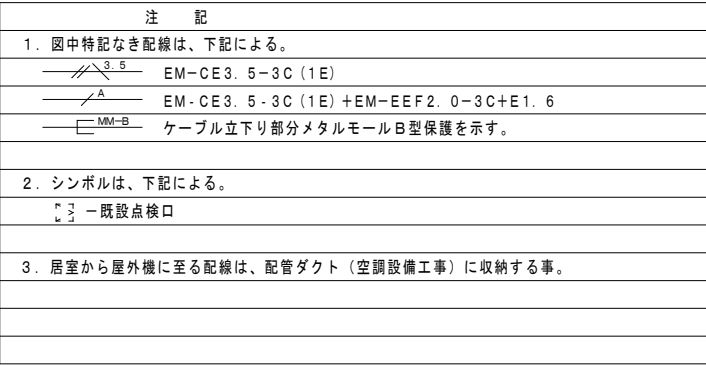 注　記
1．図中特記なき配線は、下記による。
3．5 EM−CE3．5−3C（1E）
A EM-CE3．5-3C（1E）+EM−EEF2．0−3C+E1．6
MM−B ケーブル立下り部分メタルモールB型保護を示す。
2．シンボルは、下記による。
−既設点検口
3．居室から屋外機に至る配線は、配管ダクト（空調設備工事）に収納する事。